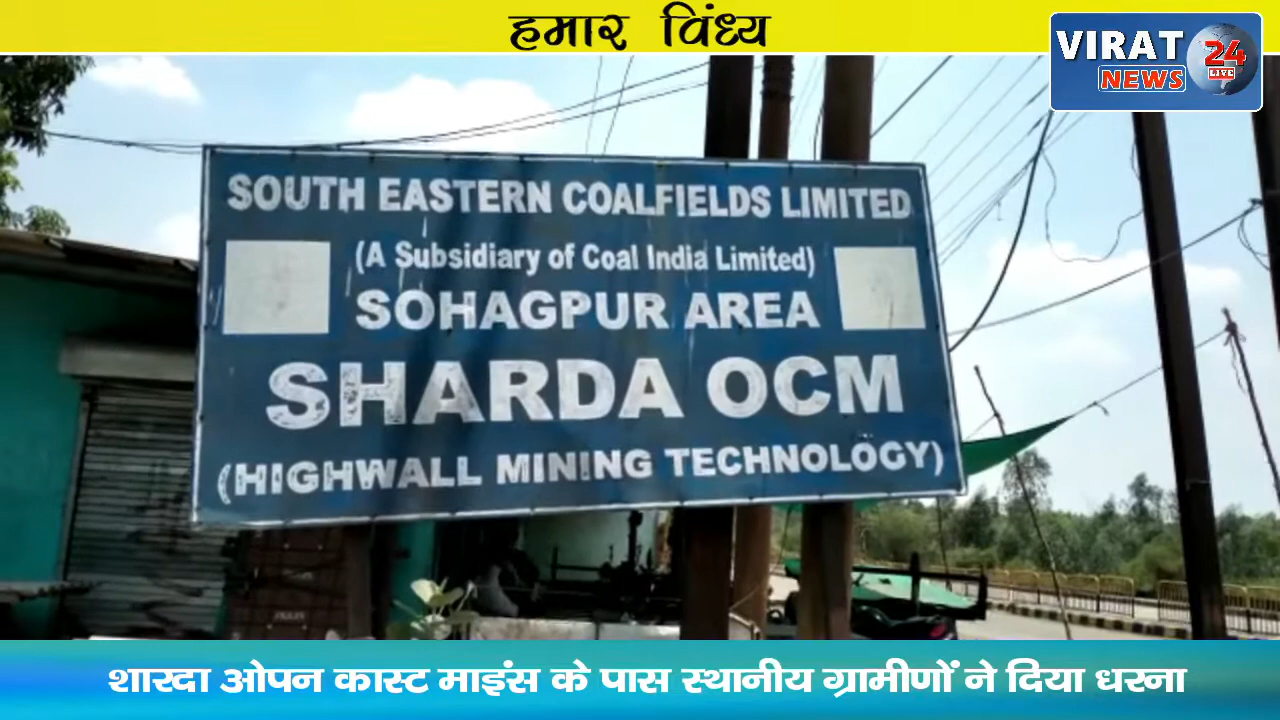 हमार विंध्य
VIRAT 24
NEWS LIVE
SOUTH EASTERN COALFIELDS LIMITED
(A Subsidiary of Coal India Limited)
SOHAGPUR AREA
SHARDA OCM
(HIGHWALL MINING TECHNOLOGY)
शारदा ओपन कास्ट माइंस के पास स्थानीय ग्रामीणों ने दिया धरना